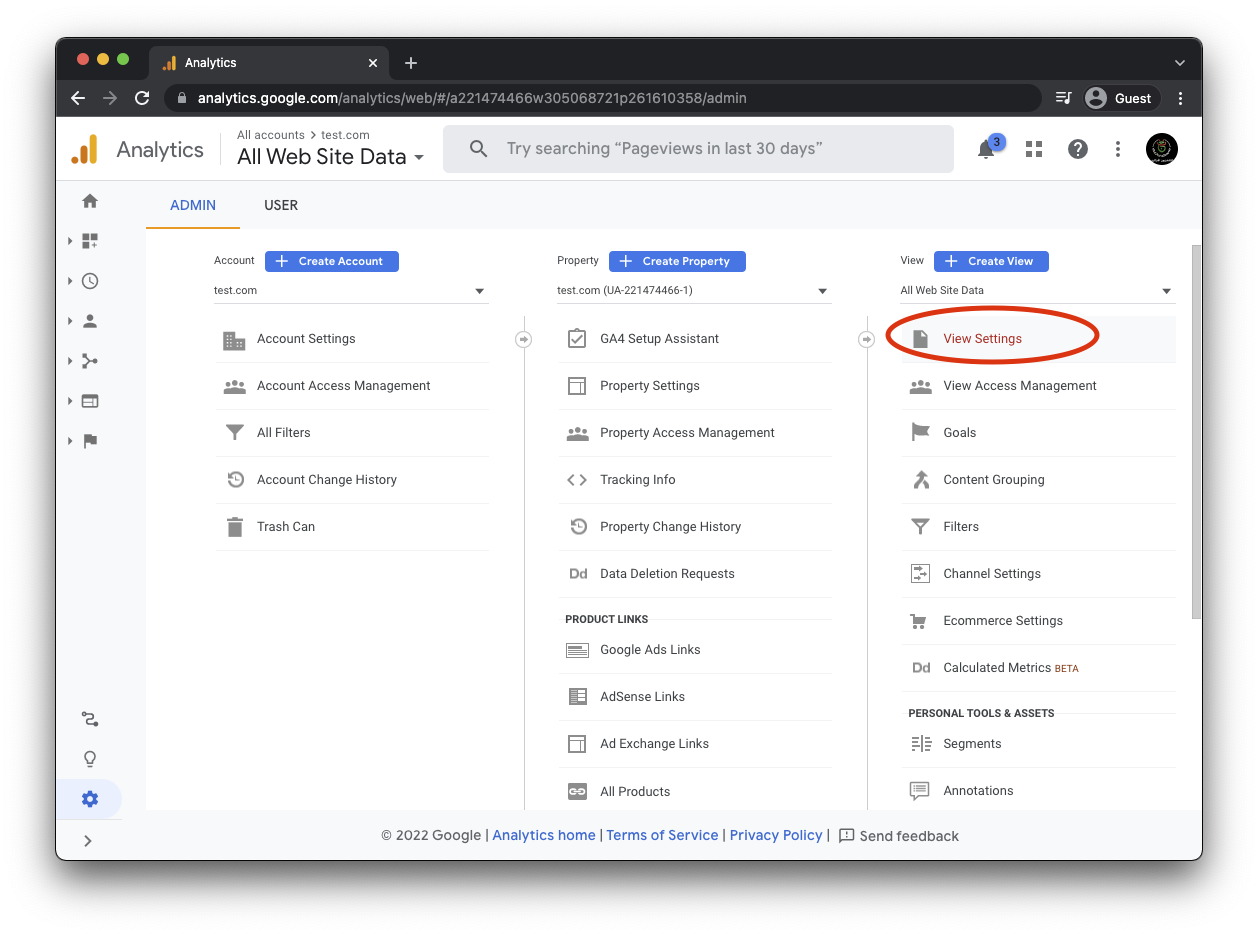 Analytics
analytics.google.com/analytics/web/#/a221474466w305068721p261610358/admin
Guest
Analytics
All accounts > test.com
All Web Site Data
Try searching “Pageviews in last 30 days”
3
ADMIN
USER
Account
Create Account
test.com
Account Settings
Account Access Management
All Filters
Account Change History
Trash Can
Property
Create Property
test.com (UA-221474466-1)
GA4 Setup Assistant
Property Settings
Property Access Management
Tracking Info
Property Change History
Dd Data Deletion Requests
PRODUCT LINKS
Google Ads Links
AdSense Links
Ad Exchange Links
All Products
View
Create View
All Web Site Data
View Settings
View Access Management
Goals
Content Grouping
Filters
Channel Settings
Ecommerce Settings
Dd Calculated Metrics BETA
PERSONAL TOOLS & ASSETS
Segments
Annotations
© 2022 Google | Analytics home | Terms of Service | Privacy Policy | Send feedback